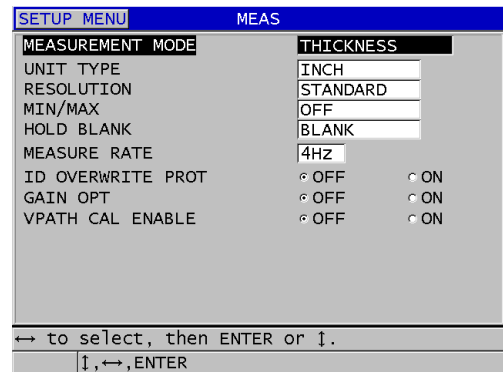 SETUP MENU MEAS
MEASUREMENT MODE THICKNESS
UNIT TYPE INCH
RESOLUTION STANDARD
MIN/MAX OFF
HOLD BLANK BLANK
MEASURE RATE 4Hz
ID OVERWRITE PROT OFF ON
GAIN OPT OFF ON
VPATH CAL ENABLE OFF ON
↔ to select, then ENTER or ↕.
↕,↔,ENTER